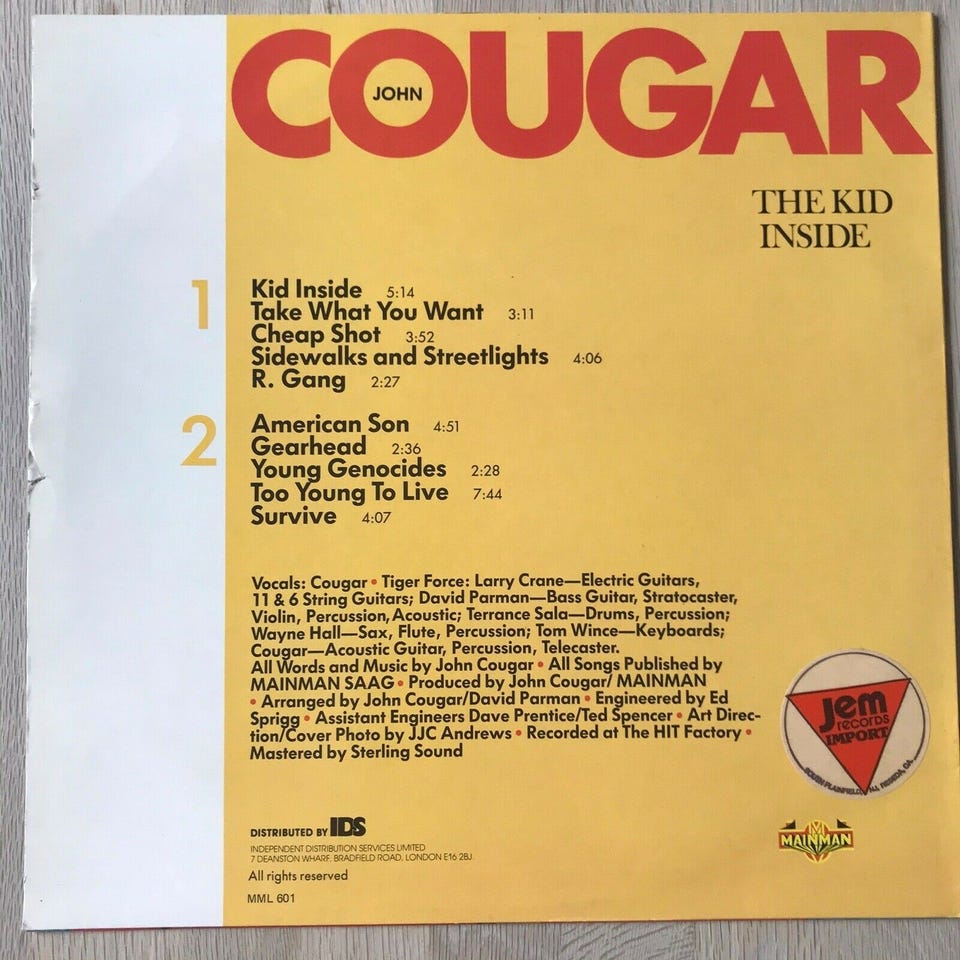 COUGAR
JOHN
THE KID
INSIDE
1
Kid Inside 5:14
Take What You Want 3:11
Cheap Shot 3:52
Sidewalks and Streetlights 4:06
R. Gang 2:27
2
American Son 4:51
Gearhead 2:36
Young Genocides 2:28
Too Young To Live 7:44
Survive 4:07
Vocals: Cougar • Tiger Force: Larry Crane—Electric Guitars,
11 & 6 String Guitars; David Parman—Bass Guitar, Stratocaster,
Violin, Percussion, Acoustic; Terrance Sala—Drums, Percussion;
Wayne Hall—Sax, Flute, Percussion; Tom Wince—Keyboards;
Cougar—Acoustic Guitar, Percussion, Telecaster.
All Words and Music by John Cougar • All Songs Published by
MAINMAN SAAG • Produced by John Cougar/ MAINMAN
• Arranged by John Cougar/David Parman • Engineered by Ed
Sprigg • Assistant Engineers Dave Prentice/Ted Spencer • Art Direc-
tion/Cover Photo by JJC Andrews • Recorded at The HIT Factory •
Mastered by Sterling Sound
Jem
records
IMPORT
SOUTH PLAINFIELD, NJ, RESEDA, CA.
M
MAINMAN
DISTRIBUTED BY IDS
INDEPENDENT DISTRIBUTION SERVICES LIMITED
7 DEANSTON WHARF. BRADFIELD ROAD, LONDON E16 2BJ.
All rights reserved
MML 601